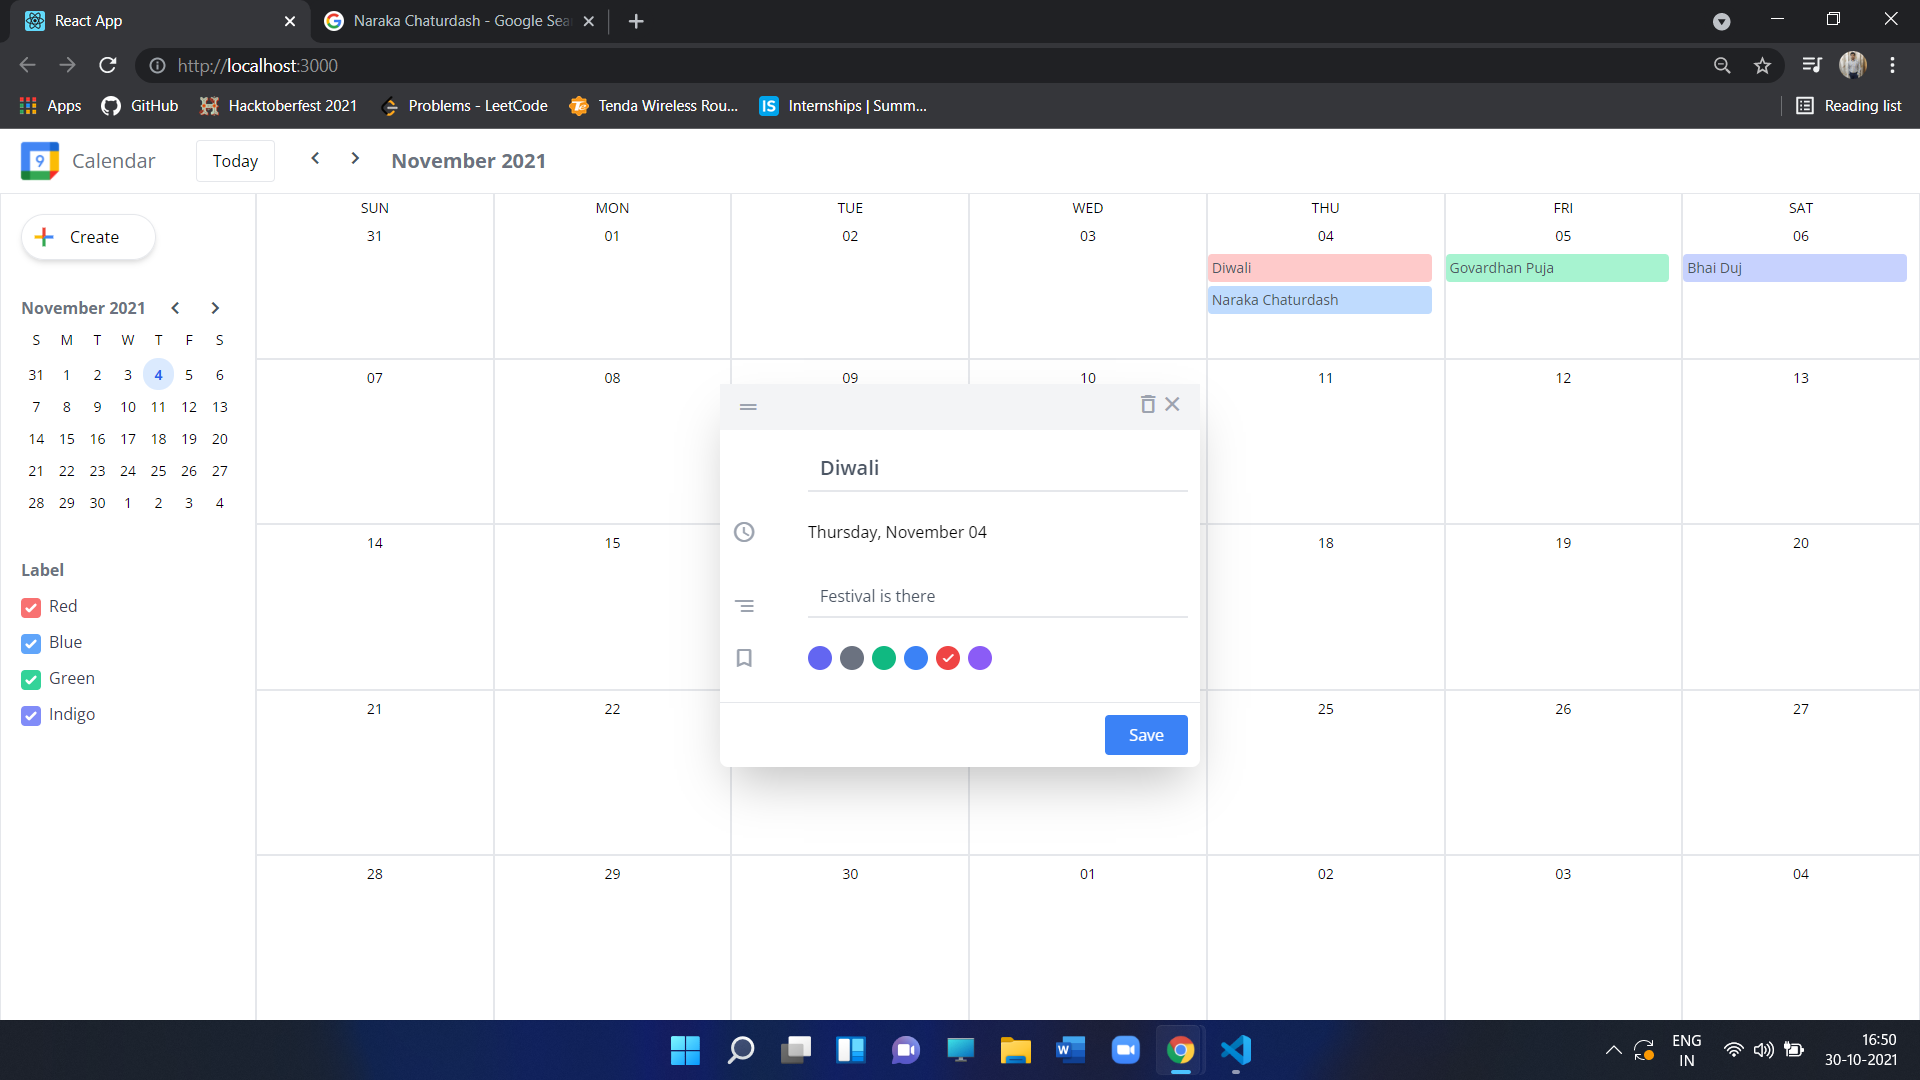 React App
Naraka Chaturdash - Google Sea
http://localhost:3000
Apps GitHub Hacktoberfest 2021 Problems - LeetCode Tenda Wireless Rou... IS Internships | Summ... Reading list
9 Calendar Today November 2021
Create
November 2021
S M T W T F S
31 1 2 3 4 5 6
7 8 9 10 11 12 13
14 15 16 17 18 19 20
21 22 23 24 25 26 27
28 29 30 1 2 3 4
Label
Red
Blue
Green
Indigo
SUN MON TUE WED THU FRI SAT
31 01 02 03 04 05 06
Diwali Govardhan Puja Bhai Duj
Naraka Chaturdash
07 08 09 10 11 12 13
Diwali
Thursday, November 04
Festival is there
Save
14 15 18 19 20
21 22 25 26 27
28 29 30 01 02 03 04
W
ENG
IN
16:50
30-10-2021